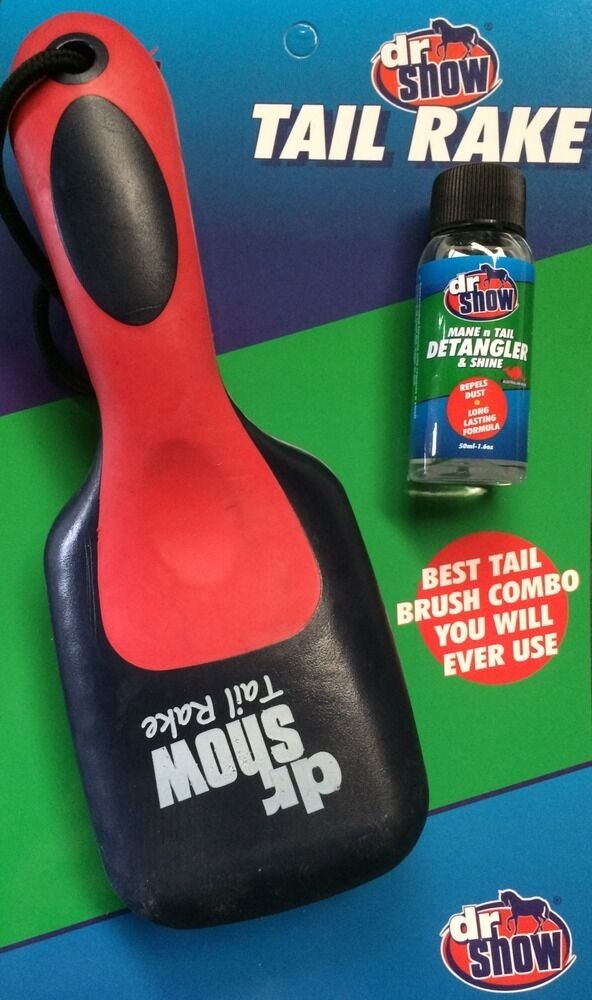 dr
show
TAIL RAKE
dr
show
MANE n TAIL
DETANGLER
& SHINE
REPELS
DUST
LONG
LASTING
FORMULA
50ml-1.6oz
BEST TAIL
BRUSH COMBO
YOU WILL
EVER USE
dr
show
Tail Rake
dr
show